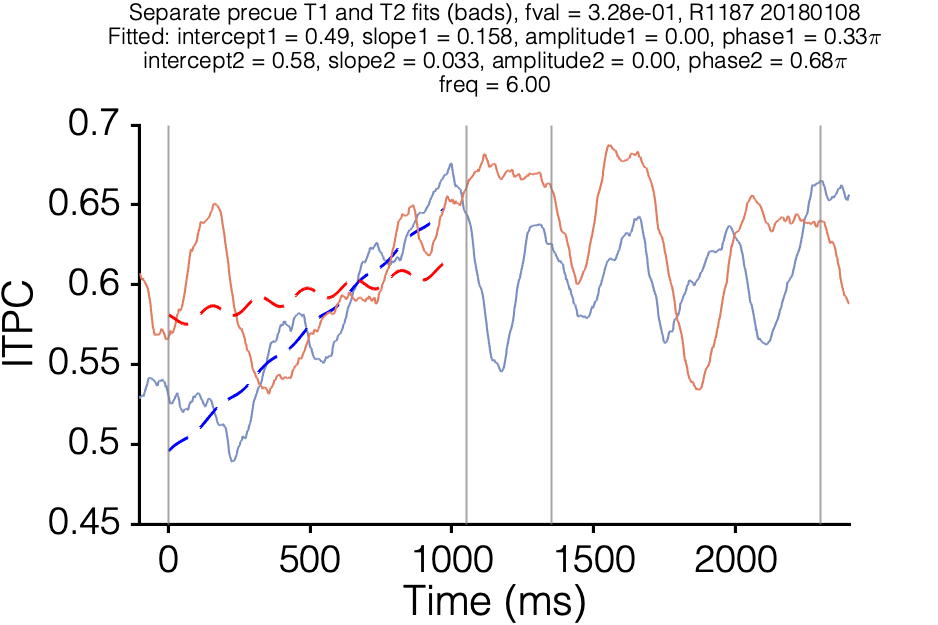 Separate precue T1 and T2 fits (bads), fval = 3.28e-01, R1187 20180108
Fitted: intercept1 = 0.49, slope1 = 0.158, amplitude1 = 0.00, phase1 = 0.33π
intercept2 = 0.58, slope2 = 0.033, amplitude2 = 0.00, phase2 = 0.68π
freq = 6.00
0.7
0.65
0.6
0.55
0.5
0.45
ITPC
0 500 1000 1500 2000
Time (ms)